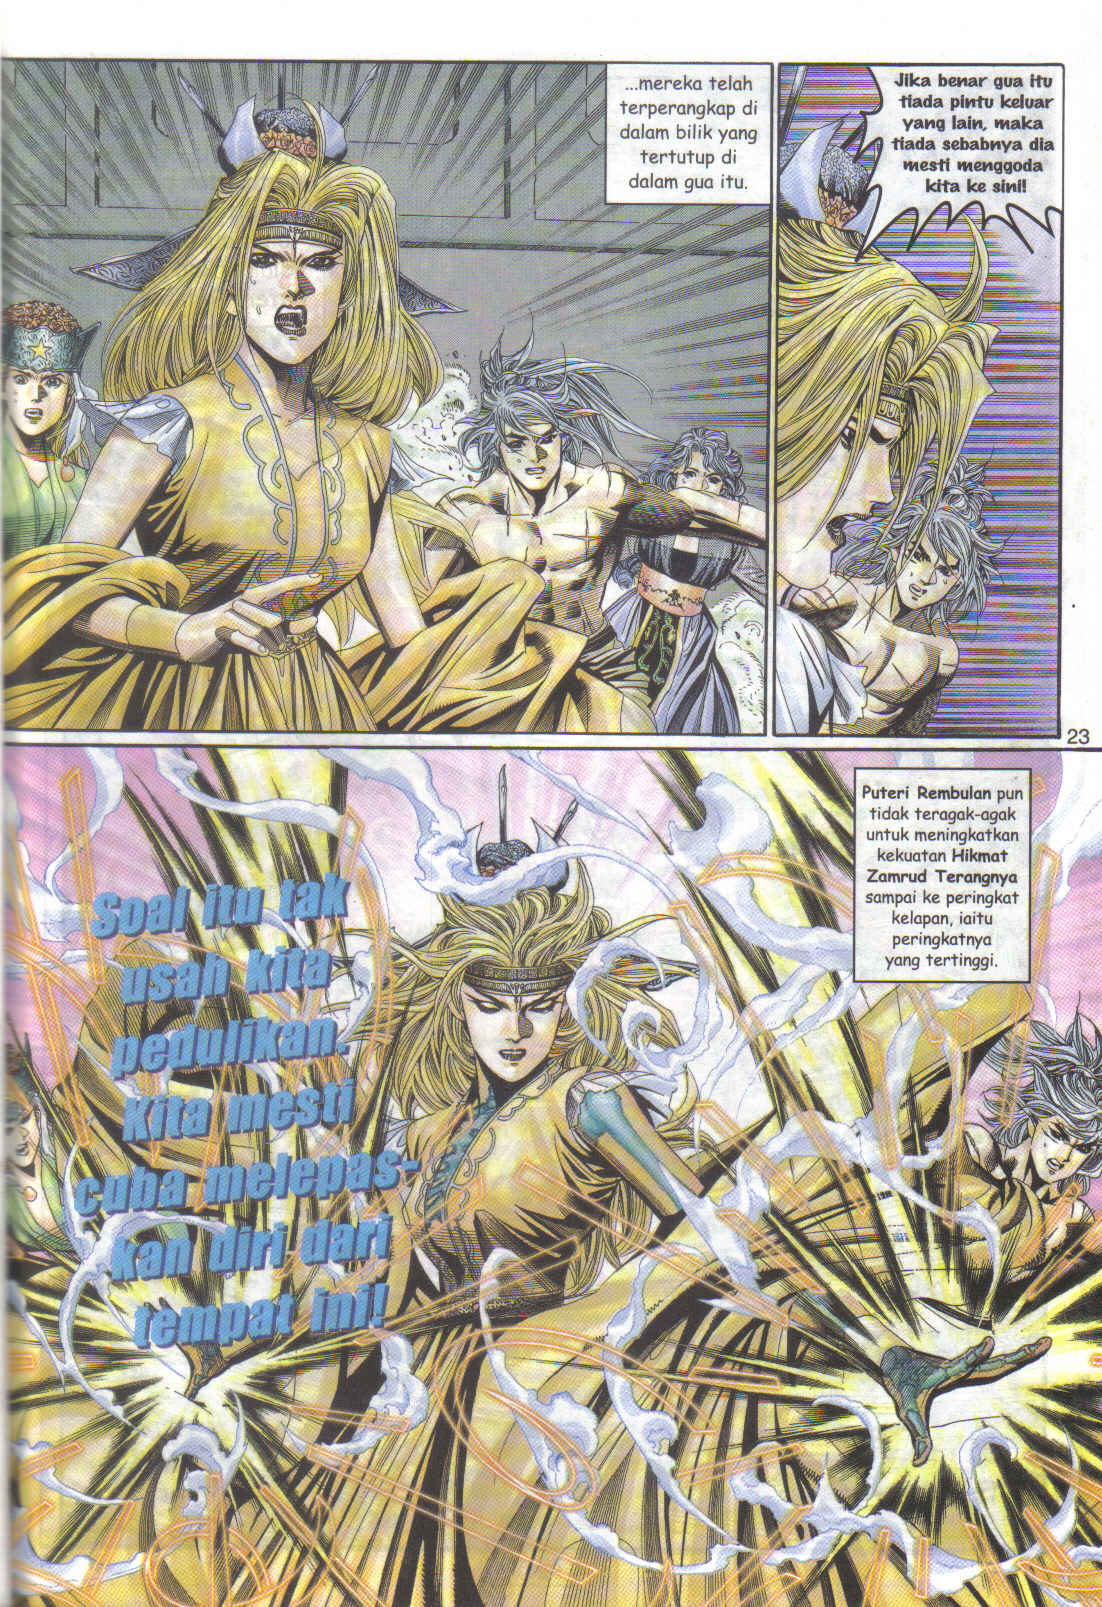 ...mereka telah
terperangkap di
dalam bilik yang
tertutup di
dalam gua itu.
Jika benar gua itu
tiada pintu keluar
yang lain, maka
tiada sebabnya dia
mesti menggoda
kita ke sini!
23
Puteri Rembulan pun
tidak teragak-agak
untuk meningkatkan
kekuatan Hikmat
Zamrud Terangnya
sampai ke peringkat
kelapan, iaitu
peringkatnya
yang tertinggi.
Soal itu tak
usah kita
pedulikan.
Kita mesti
cuba melepas-
kan diri dari
tempat ini!